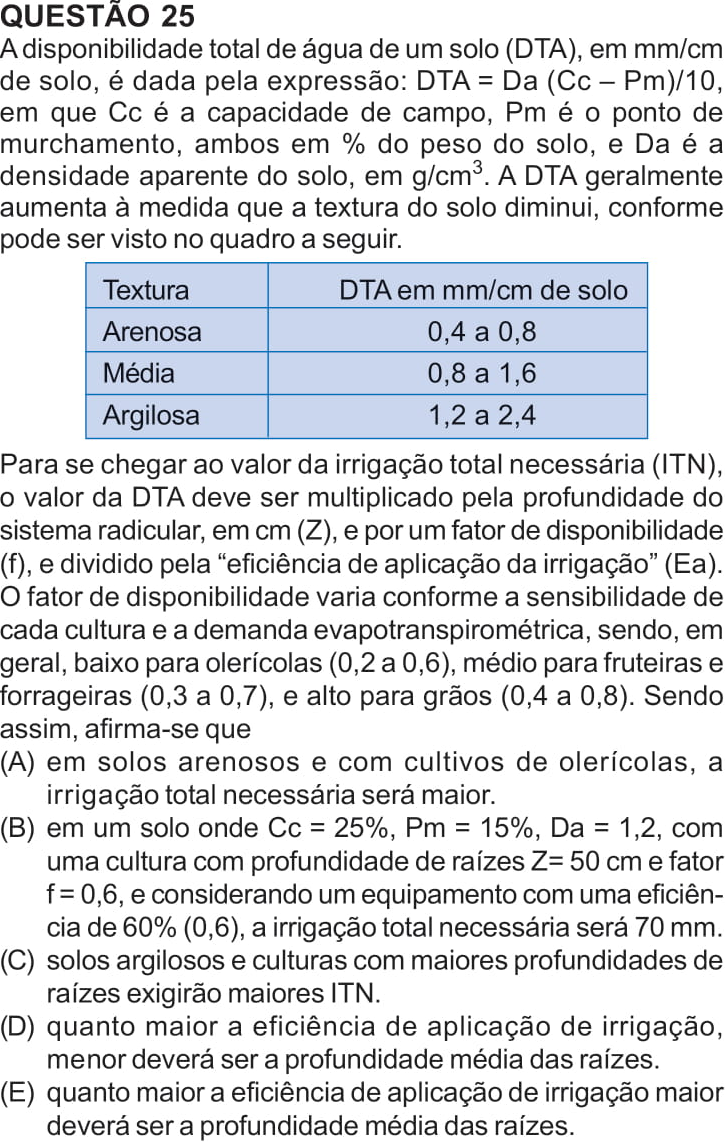 QUESTÃO 25
A disponibilidade total de água de um solo (DTA), em mm/cm
de solo, é dada pela expressão: DTA = Da (Cc – Pm)/10,
em que Cc é a capacidade de campo, Pm é o ponto de
murchamento, ambos em % do peso do solo, e Da é a
densidade aparente do solo, em g/cm³. A DTA geralmente
aumenta à medida que a textura do solo diminui, conforme
pode ser visto no quadro a seguir.
Textura DTA em mm/cm de solo
Arenosa 0,4 a 0,8
Média 0,8 a 1,6
Argilosa 1,2 a 2,4
Para se chegar ao valor da irrigação total necessária (ITN),
o valor da DTA deve ser multiplicado pela profundidade do
sistema radicular, em cm (Z), e por um fator de disponibilidade
(f), e dividido pela “eficiência de aplicação da irrigação” (Ea).
O fator de disponibilidade varia conforme a sensibilidade de
cada cultura e a demanda evapotranspirométrica, sendo, em
geral, baixo para olerícolas (0,2 a 0,6), médio para fruteiras e
forrageiras (0,3 a 0,7), e alto para grãos (0,4 a 0,8). Sendo
assim, afirma-se que
(A) em solos arenosos e com cultivos de olerícolas, a
irrigação total necessária será maior.
(B) em um solo onde Cc = 25%, Pm = 15%, Da = 1,2, com
uma cultura com profundidade de raízes Z= 50 cm e fator
f = 0,6, e considerando um equipamento com uma eficiên-
cia de 60% (0,6), a irrigação total necessária será 70 mm.
(C) solos argilosos e culturas com maiores profundidades de
raízes exigirão maiores ITN.
(D) quanto maior a eficiência de aplicação de irrigação,
menor deverá ser a profundidade média das raízes.
(E) quanto maior a eficiência de aplicação de irrigação maior
deverá ser a profundidade média das raízes.